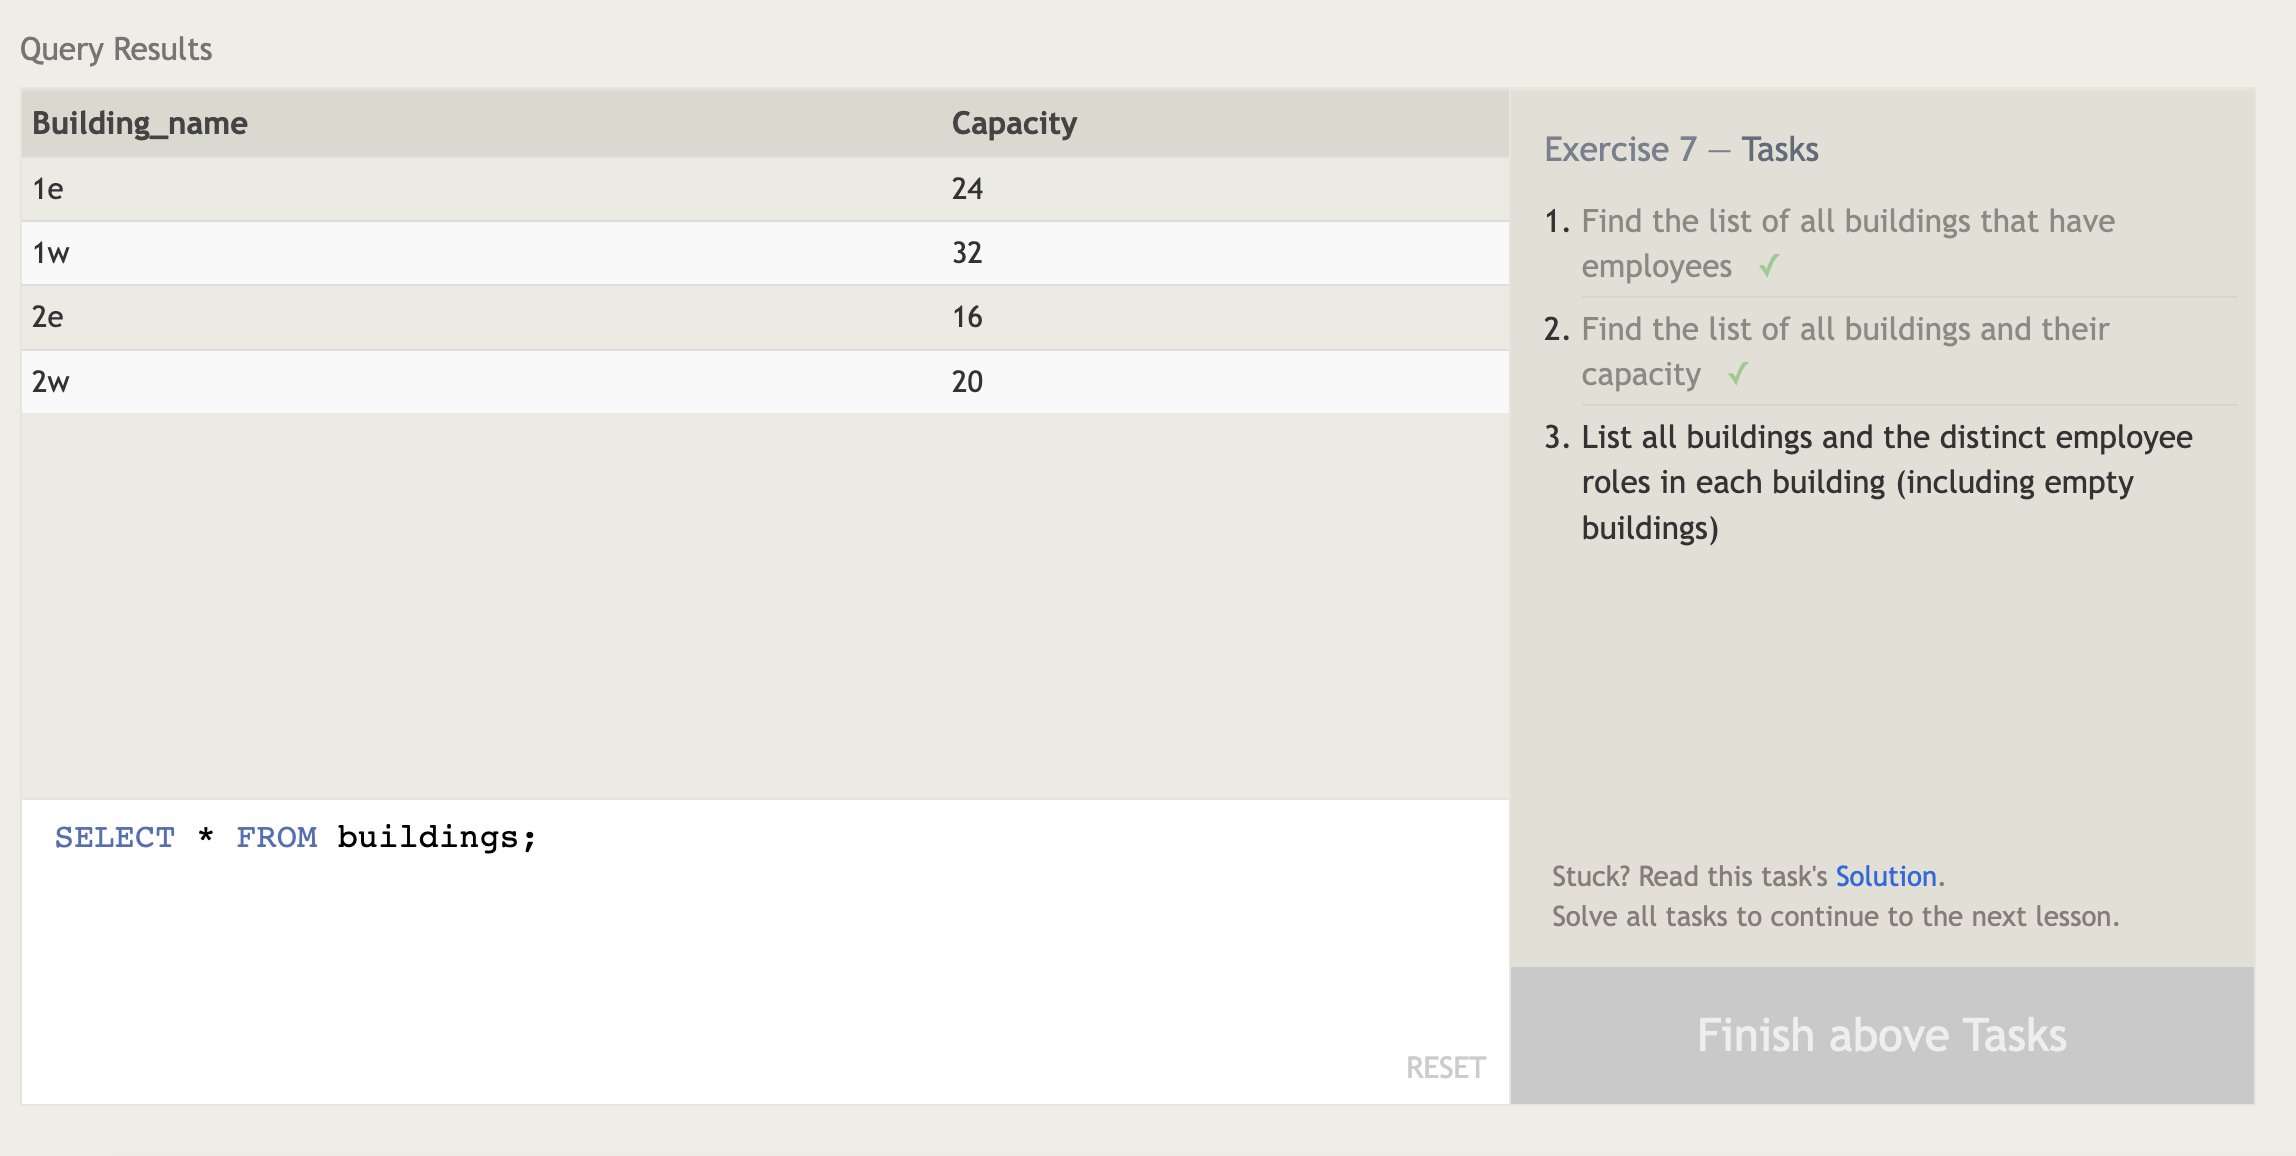 Query Results
Building_name Capacity
1e 24
1w 32
2e 16
2w 20
SELECT * FROM buildings;
RESET
Exercise 7 — Tasks
1. Find the list of all buildings that have
employees ✓
2. Find the list of all buildings and their
capacity ✓
3. List all buildings and the distinct employee
roles in each building (including empty
buildings)
Stuck? Read this task's Solution.
Solve all tasks to continue to the next lesson.
Finish above Tasks